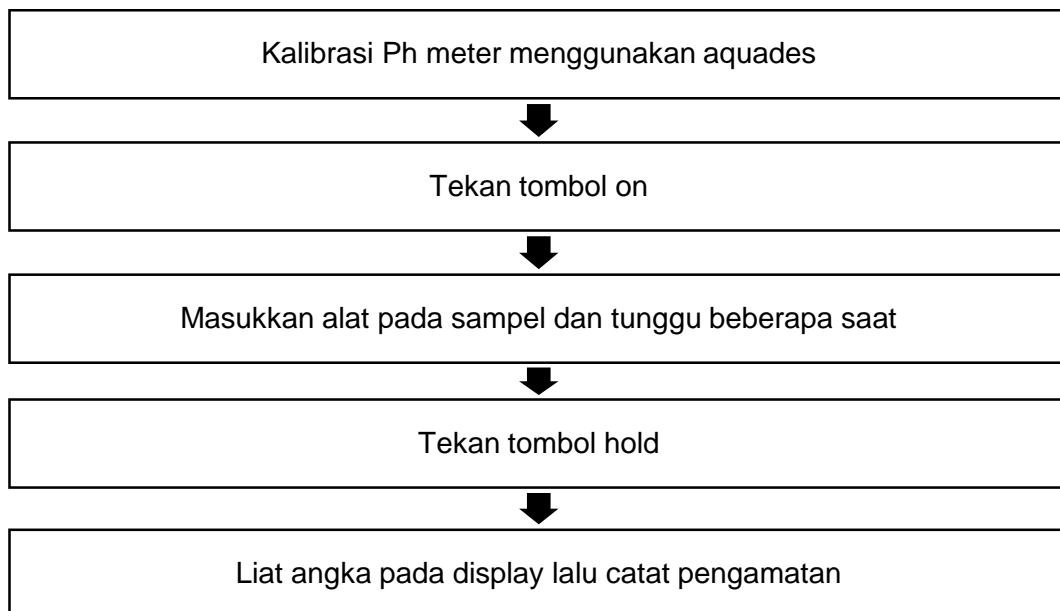 Kalibrasi Ph meter menggunakan aquades
Tekan tombol on
Masukkan alat pada sampel dan tunggu beberapa saat
Tekan tombol hold
Liat angka pada display lalu catat pengamatan